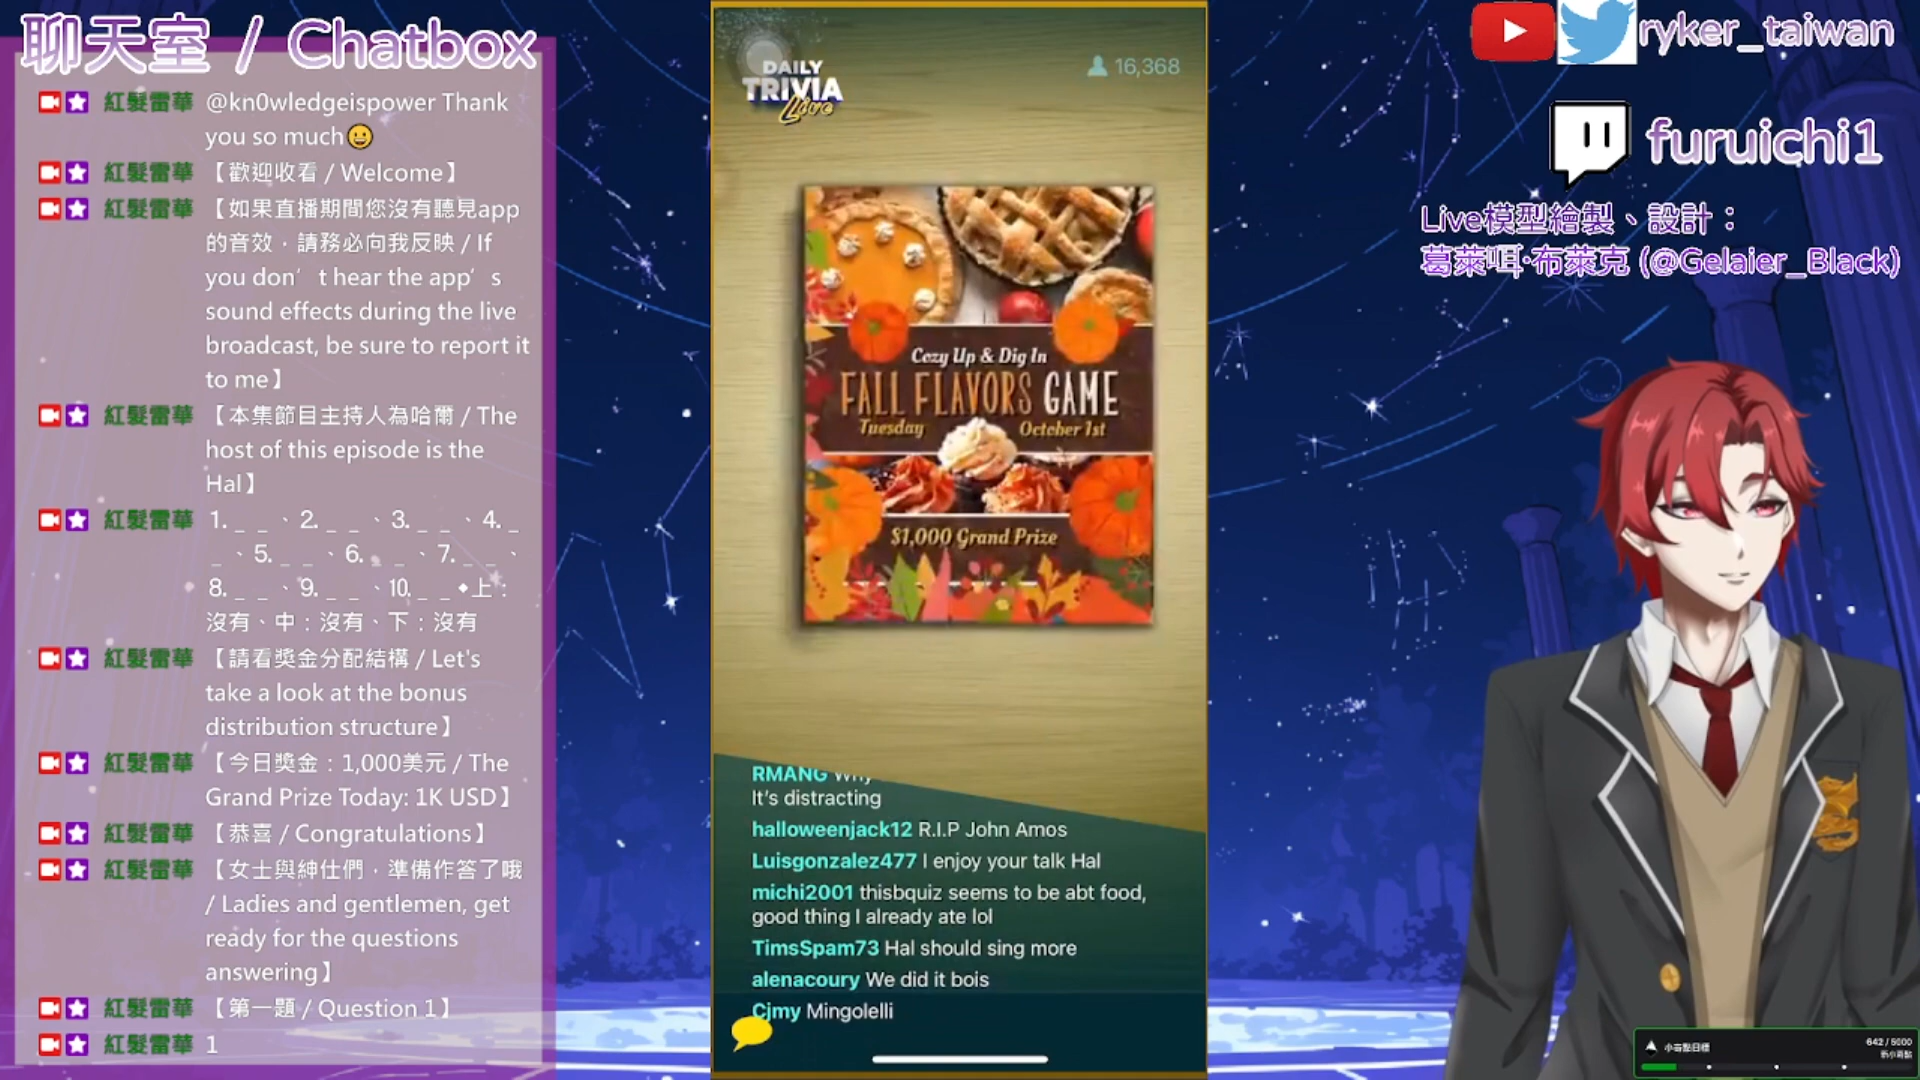 聊天室 / Chatbox
紅髮雷華 @kn0wledgeispower Thank
you so much😀
紅髮雷華 【歡迎收看 / Welcome】
紅髮雷華 【如果直播期間您沒有聽見app
的音效，請務必向我反映 / If
you don’t hear the app’s
sound effects during the live
broadcast, be sure to report it
to me】
紅髮雷華 【本集節目主持人為哈爾 / The
host of this episode is the
Hal】
紅髮雷華 1. _ _ 、2. _ _ 、3. _ _ 、4. _
_ 、5. _ _ 、6. _ _ 、7. _ _ 、
8. _ _ 、9. _ _ 、10. _ _ ◆上：
沒有、中：沒有、下：沒有
紅髮雷華 【請看獎金分配結構 / Let's
take a look at the bonus
distribution structure】
紅髮雷華 【今日獎金：1,000美元 / The
Grand Prize Today: 1K USD】
紅髮雷華 【恭喜 / Congratulations】
紅髮雷華 【女士與紳仕們，準備作答了哦
/ Ladies and gentlemen, get
ready for the questions
answering】
紅髮雷華 【第一題 / Question 1】
紅髮雷華 1
DAILY
TRIVIA
Live
16,368
Cozy Up & Dig In
FALL FLAVORS GAME
Tuesday October 1st
$1,000 Grand Prize
RMANG Why
It's distracting
halloweenjack12 R.I.P John Amos
Luisgonzalez477 I enjoy your talk Hal
michi2001 thisbquiz seems to be abt food,
good thing I already ate lol
TimsSpam73 Hal should sing more
alenacoury We did it bois
Cjmy Mingolelli
ryker_taiwan
furuichi1
Live模型繪製、設計：
葛萊咡·布萊克 (@Gelaier_Black)
小奇點目標
642 / 5000